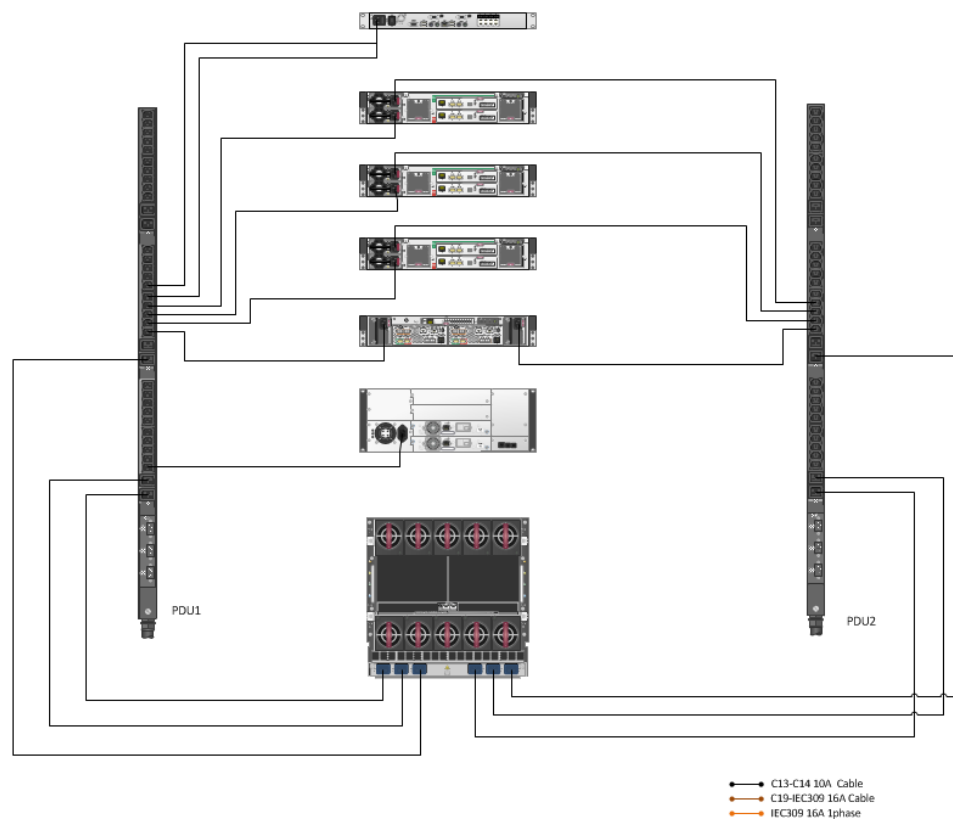 PDU1
PDU2
C13-C14 10A Cable
C19-IEC309 16A Cable
IEC309 16A 1phase